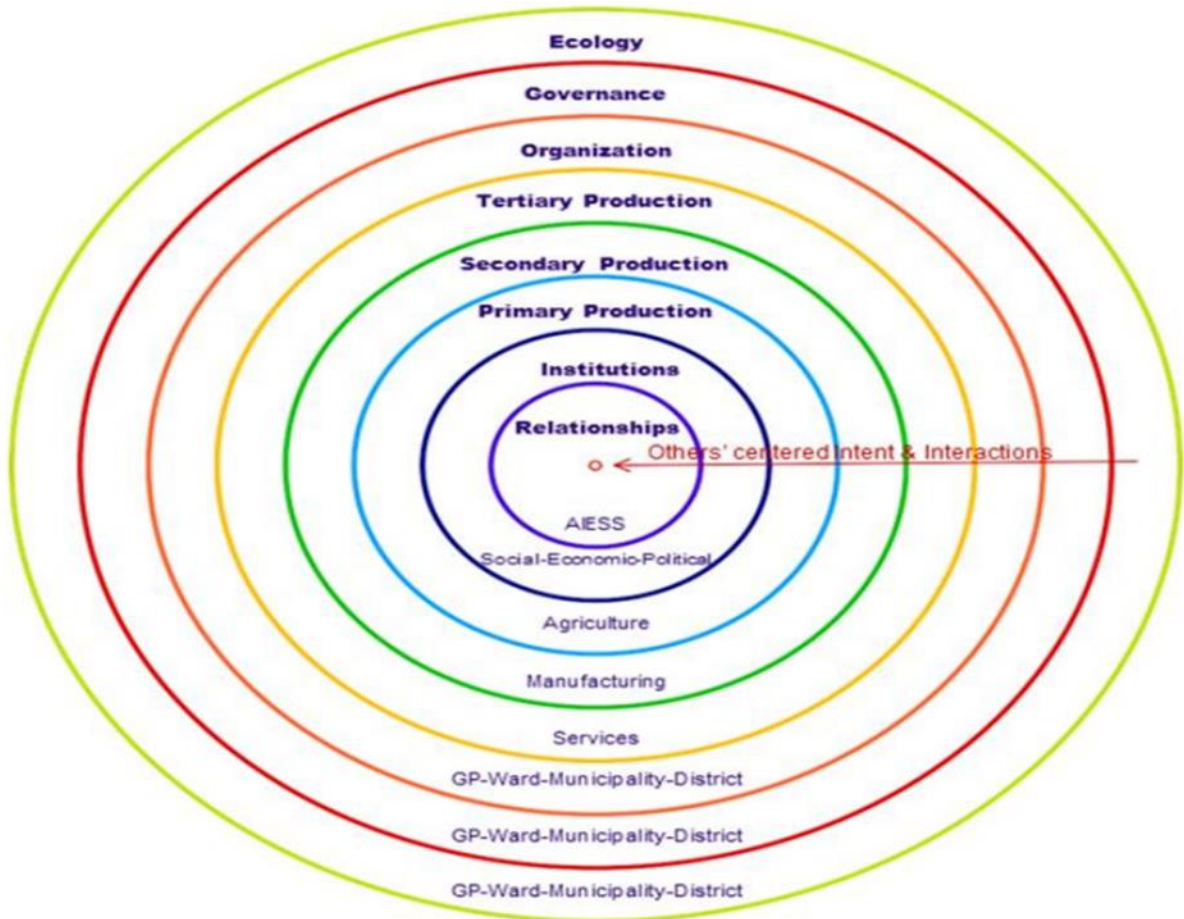 Ecology
Governance
Organization
Tertiary Production
Secondary Production
Primary Production
Institutions
Relationships
Others' centered Intent & Interactions
AIESS
Social-Economic-Political
Agriculture
Manufacturing
Services
GP-Ward-Municipality-District
GP-Ward-Municipality-District
GP-Ward-Municipality-District